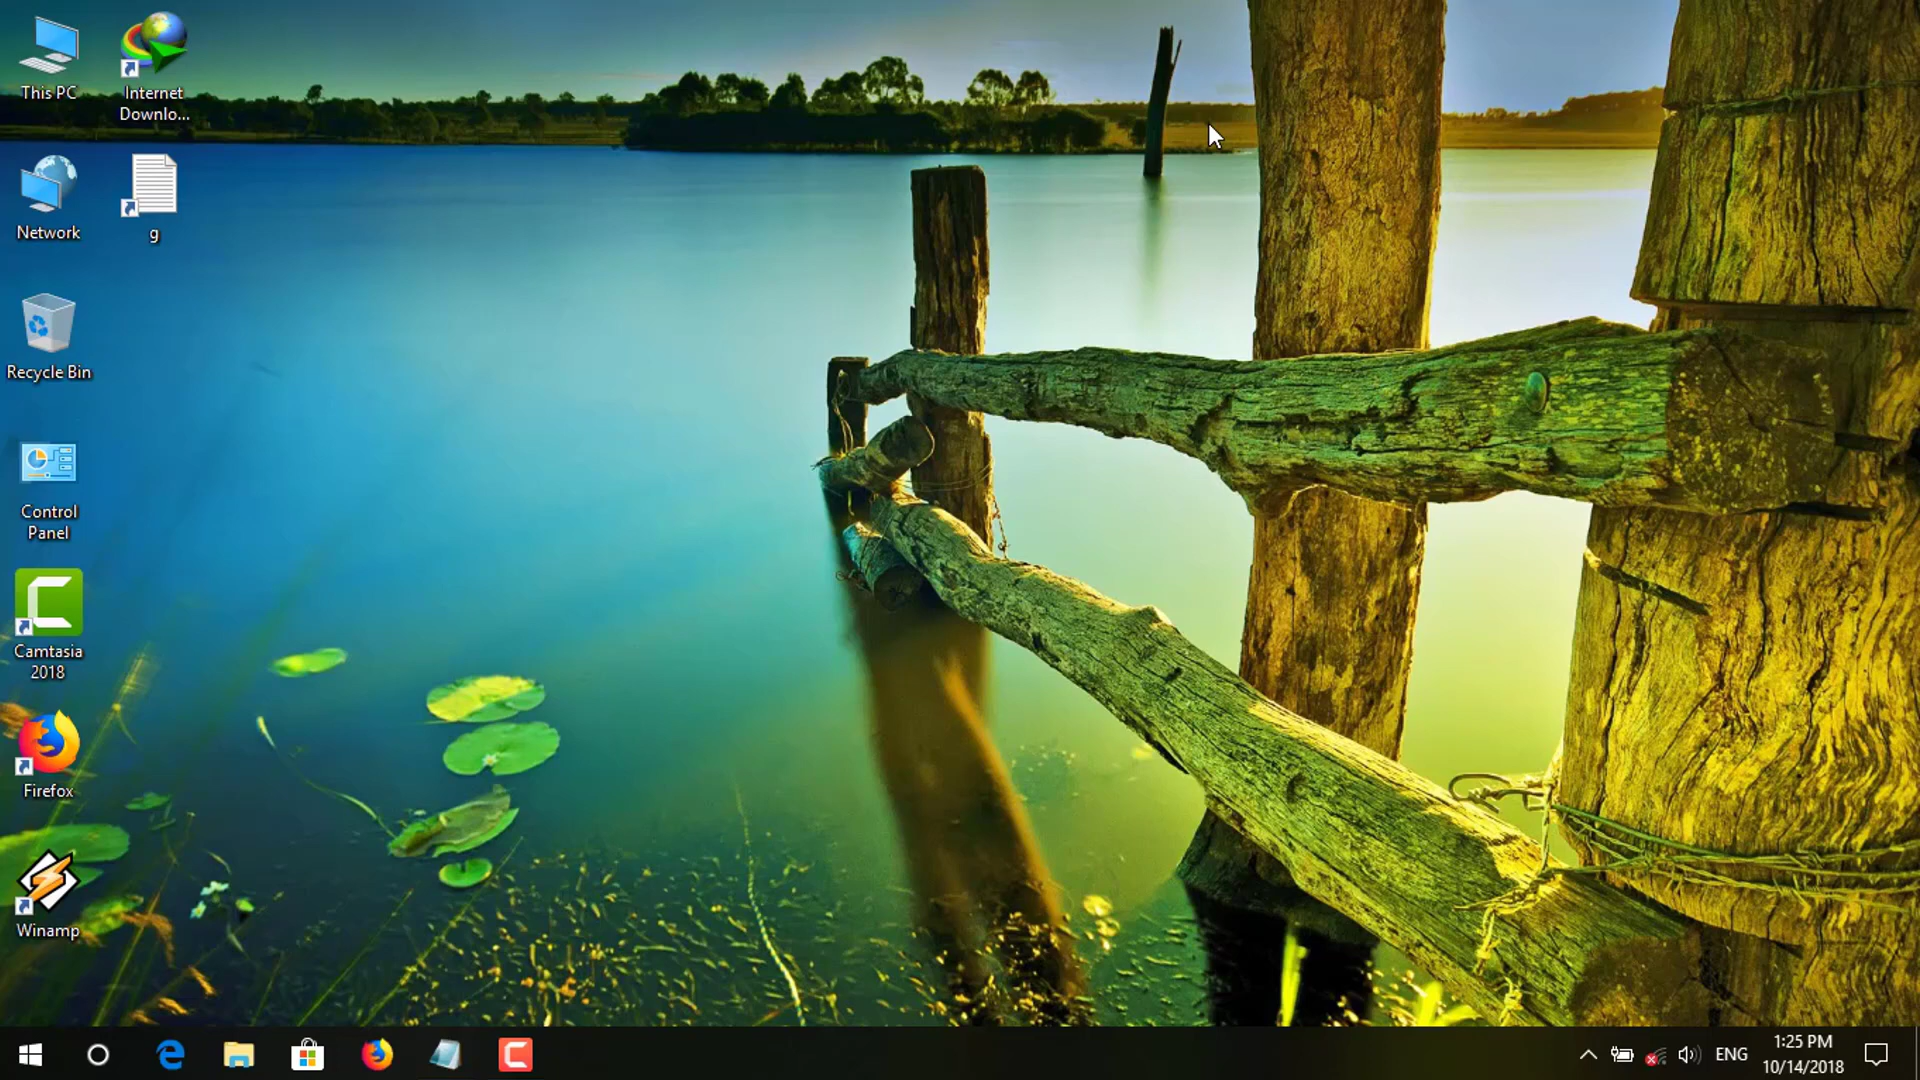 This PC
Internet
Downlo...
Network
g
Recycle Bin
Control
Panel
Camtasia
2018
Firefox
Winamp
ENG
1:25 PM
10/14/2018